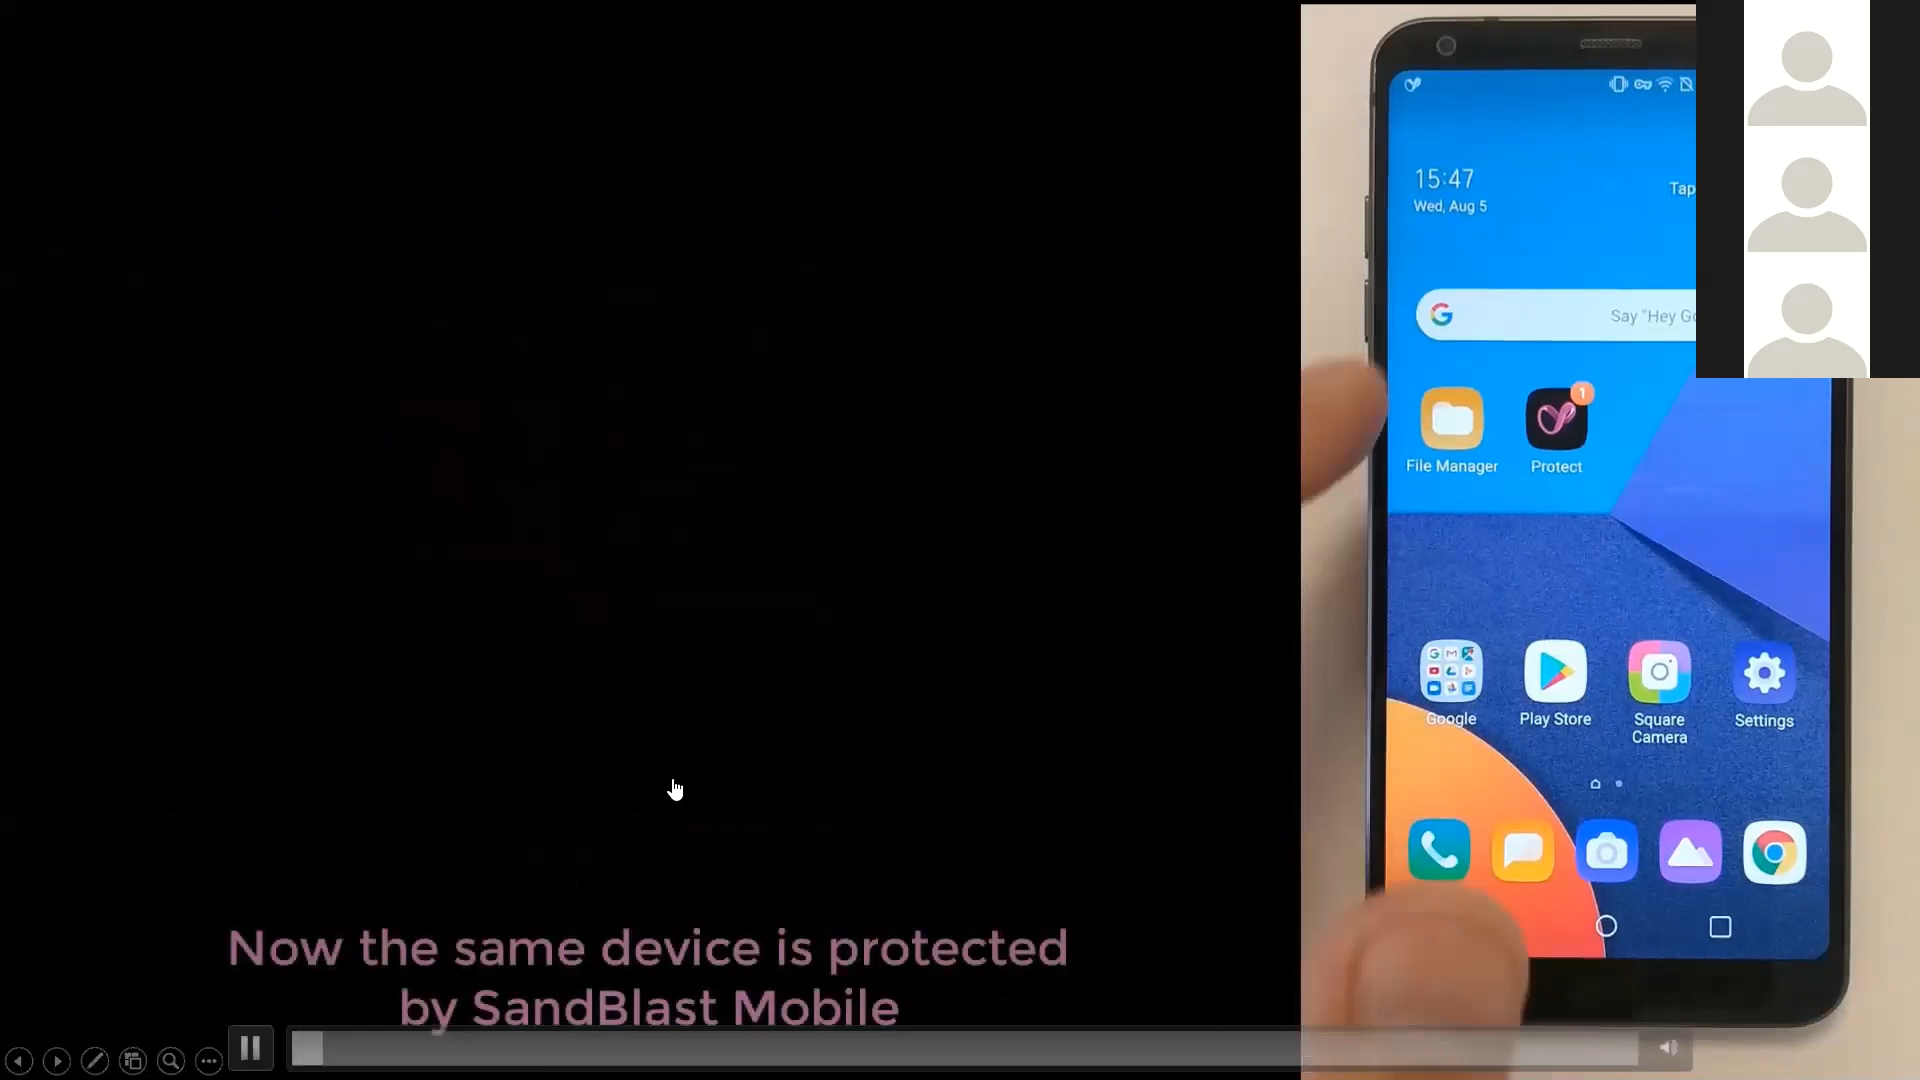 15:47
Wed, Aug 5
Tap
Say "Hey Go
1
File Manager
Protect
Google
Play Store
Square
Camera
Settings
Now the same device is protected
by SandBlast Mobile